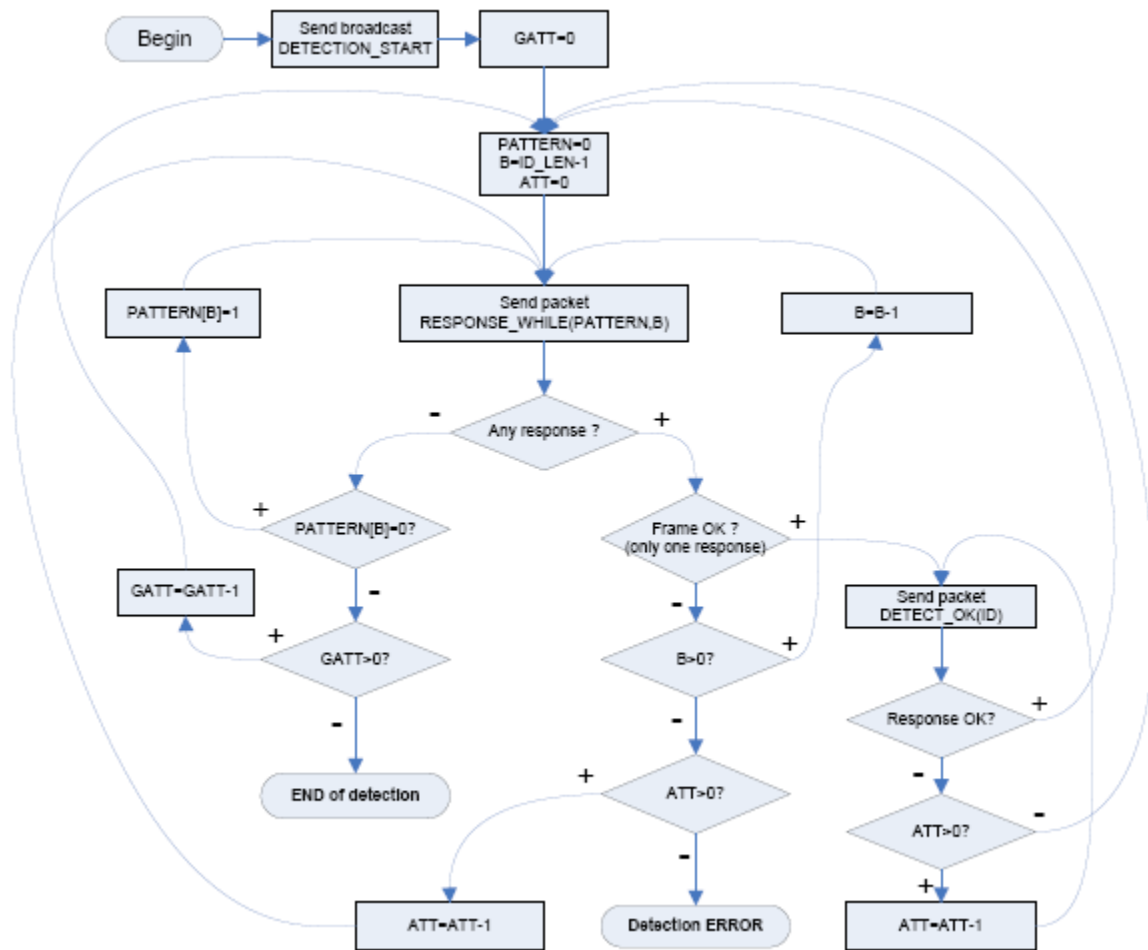 Begin
Send broadcast
DETECTION_START
GATT=0
PATTERN=0
B=ID_LEN-1
ATT=0
PATTERN[B]=1
Send packet
RESPONSE_WHILE(PATTERN,B)
B=B-1
-
Any response ?
+
+
PATTERN[B]=0?
Frame OK ?
(only one response)
+
GATT=GATT-1
-
-
Send packet
DETECT_OK(ID)
+
GATT>0?
B>0?
+
-
-
Response OK?
+
END of detection
+
ATT>0?
-
ATT>0?
-
-
+
ATT=ATT-1
Detection ERROR
ATT=ATT-1